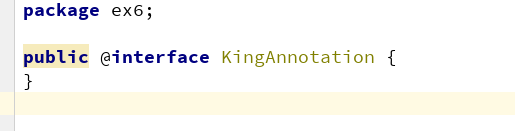 package ex6;
public @interface KingAnnotation {
}